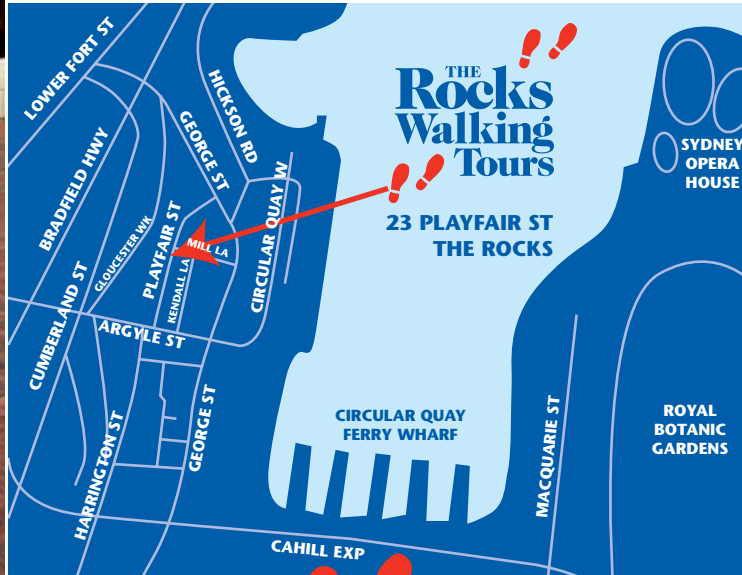 LOWER FORT ST
BRADFIELD HWY
HICKSON RD
GEORGE ST
THE
Rocks
Walking
Tours
23 PLAYFAIR ST
THE ROCKS
SYDNEY
OPERA
HOUSE
CIRCULAR QUAY W
PLAYFAIR ST
GLOUCESTER WK
MILL LA
KENDALL LA
CUMBERLAND ST
ARGYLE ST
HARRINGTON ST
GEORGE ST
CIRCULAR QUAY
FERRY WHARF
MACQUARIE ST
ROYAL
BOTANIC
GARDENS
CAHILL EXP